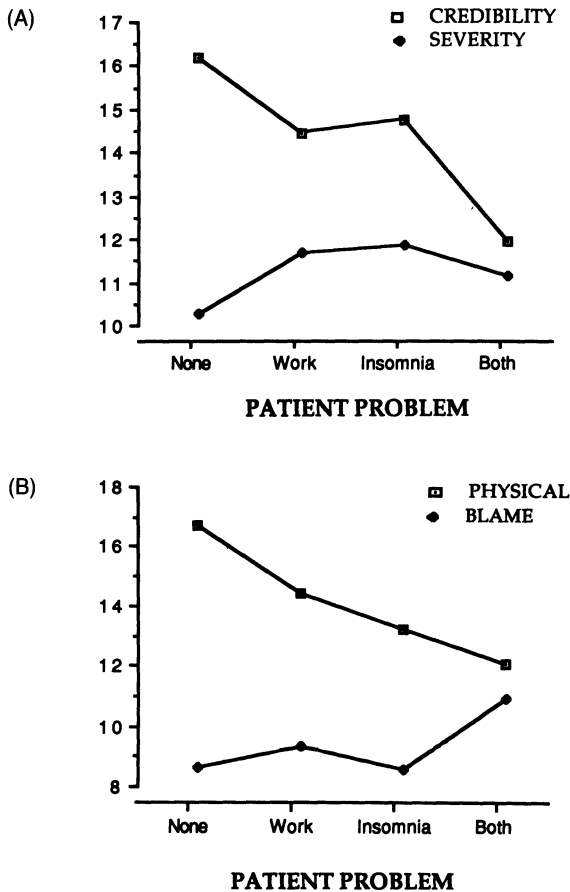 (A)
CREDIBILITY
SEVERITY
17
16
15
14
13
12
11
10
None Work Insomnia Both
PATIENT PROBLEM
(B)
PHYSICAL
BLAME
18
16
14
12
10
8
None Work Insomnia Both
PATIENT PROBLEM